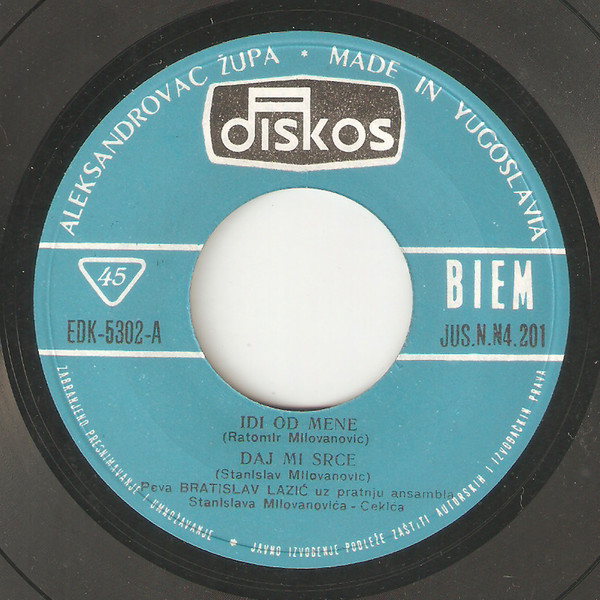 ALEKSANDROVAC ŽUPA * MADE IN YUGOSLAVIA
diskos
45
BIEM
EDK-5302-A
JUS.N.N4.201
IDI OD MENE
(Ratomir Milovanović)
DAJ MI SRCE
(Stanislav Milovanović)
Peva BRATISLAV LAZIĆ uz pratnju ansambla
Stanislava Milovanovića - Cekića
ZABRANJENO PRESNIMAVANJE I UMNOŽAVANJE * JAVNO IZVOĐENJE PODLEŽE ZAŠTITI AUTORSKIH I IZVOĐAČKIH PRAVA